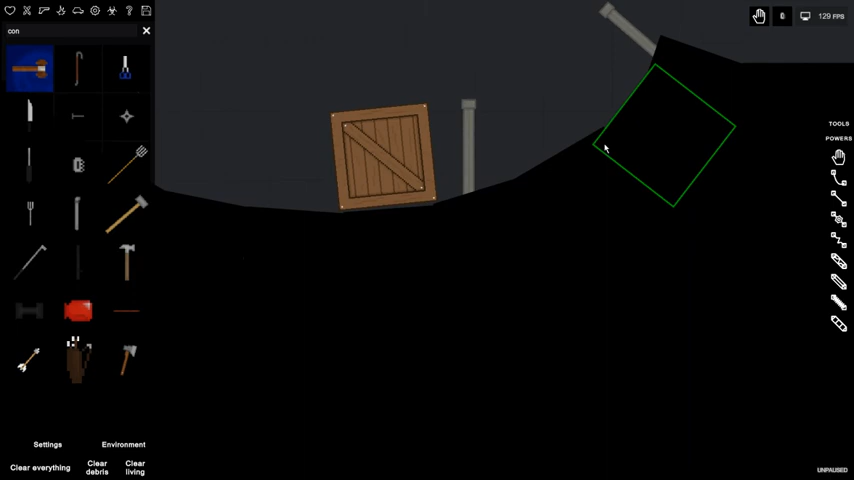 129 FPS
con
TOOLS
POWERS
Settings
Environment
Clear everything
Clear debris
Clear living
UNPAUSED